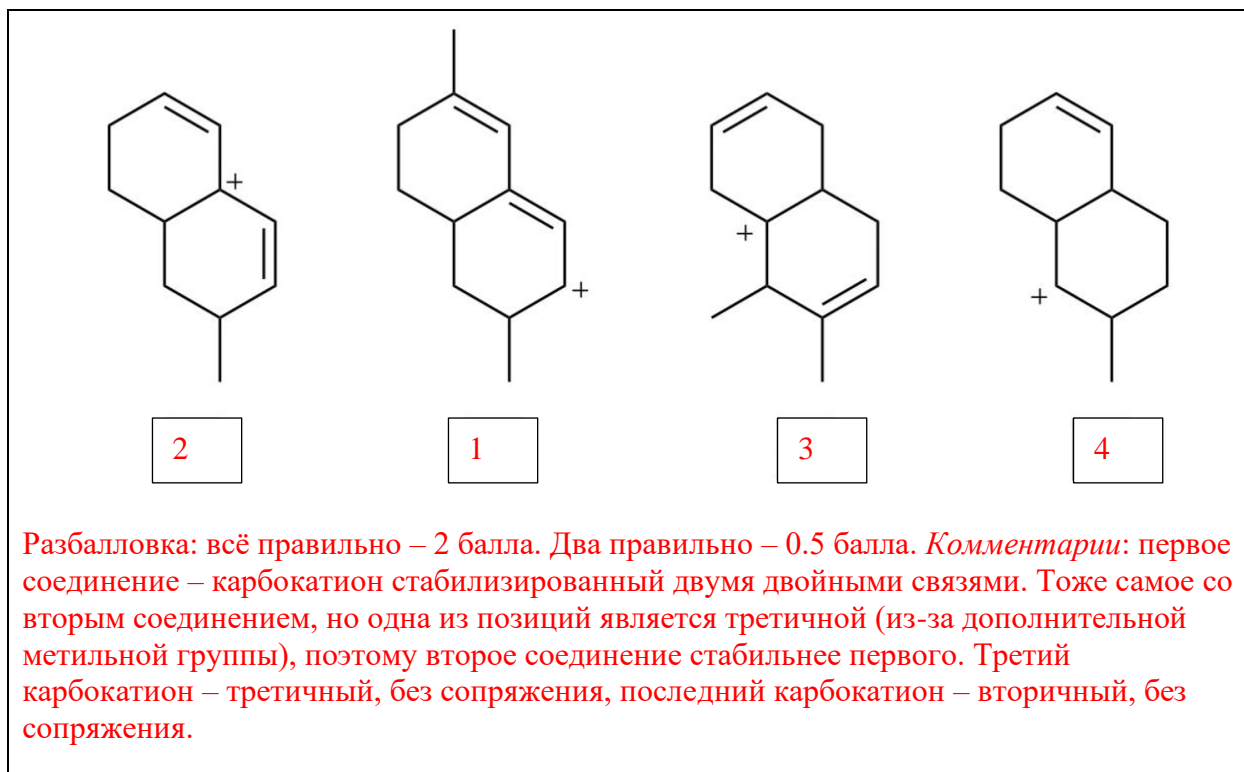 +
+
+
+
2
1
3
4
Разбалловка: всё правильно – 2 балла. Два правильно – 0.5 балла. Комментарии: первое
соединение – карбокатион стабилизированный двумя двойными связями. Тоже самое со
вторым соединением, но одна из позиций является третичной (из-за дополнительной
метильной группы), поэтому второе соединение стабильнее первого. Третий
карбокатион – третичный, без сопряжения, последний карбокатион – вторичный, без
сопряжения.